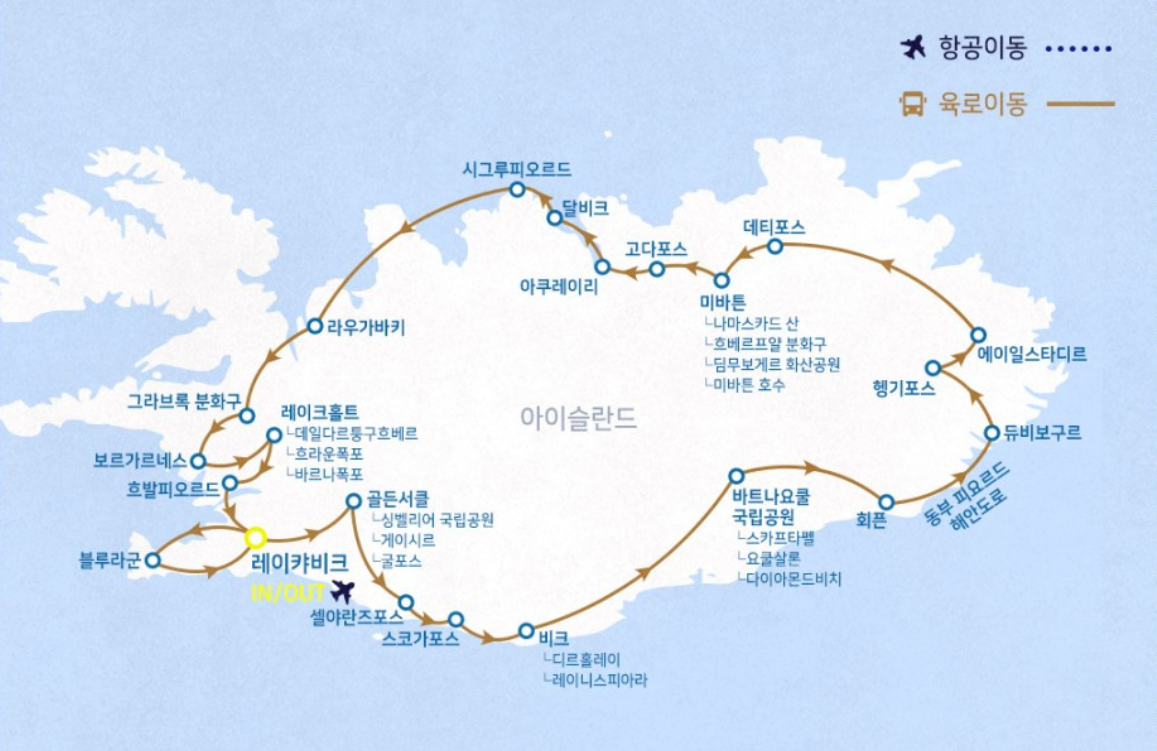 항공이동
육로이동
시그루피오르드
달비크
아쿠레이리
고다포스
데티포스
미바튼
└나마스카드 산
└흐베르프얄 분화구
└딤무보게르 화산공원
└미바튼 호수
에이일스타디르
헹기포스
듀비보구르
동부 피요르드
해안도로
회픈
바트나요쿨
국립공원
└스카프타펠
└요쿨살론
└다이아몬드비치
아이슬란드
라우가바키
그라브록 분화구
레이크홀트
└데일다르퉁구흐베르
└흐라운폭포
└바르나폭포
보르가르네스
흐발피오르드
골든서클
└싱벨리어 국립공원
└게이시르
└굴포스
블루라군
레이캬비크
IN/OUT
셀야란즈포스
스코가포스
비크
└디르홀레이
└레이니스피아라